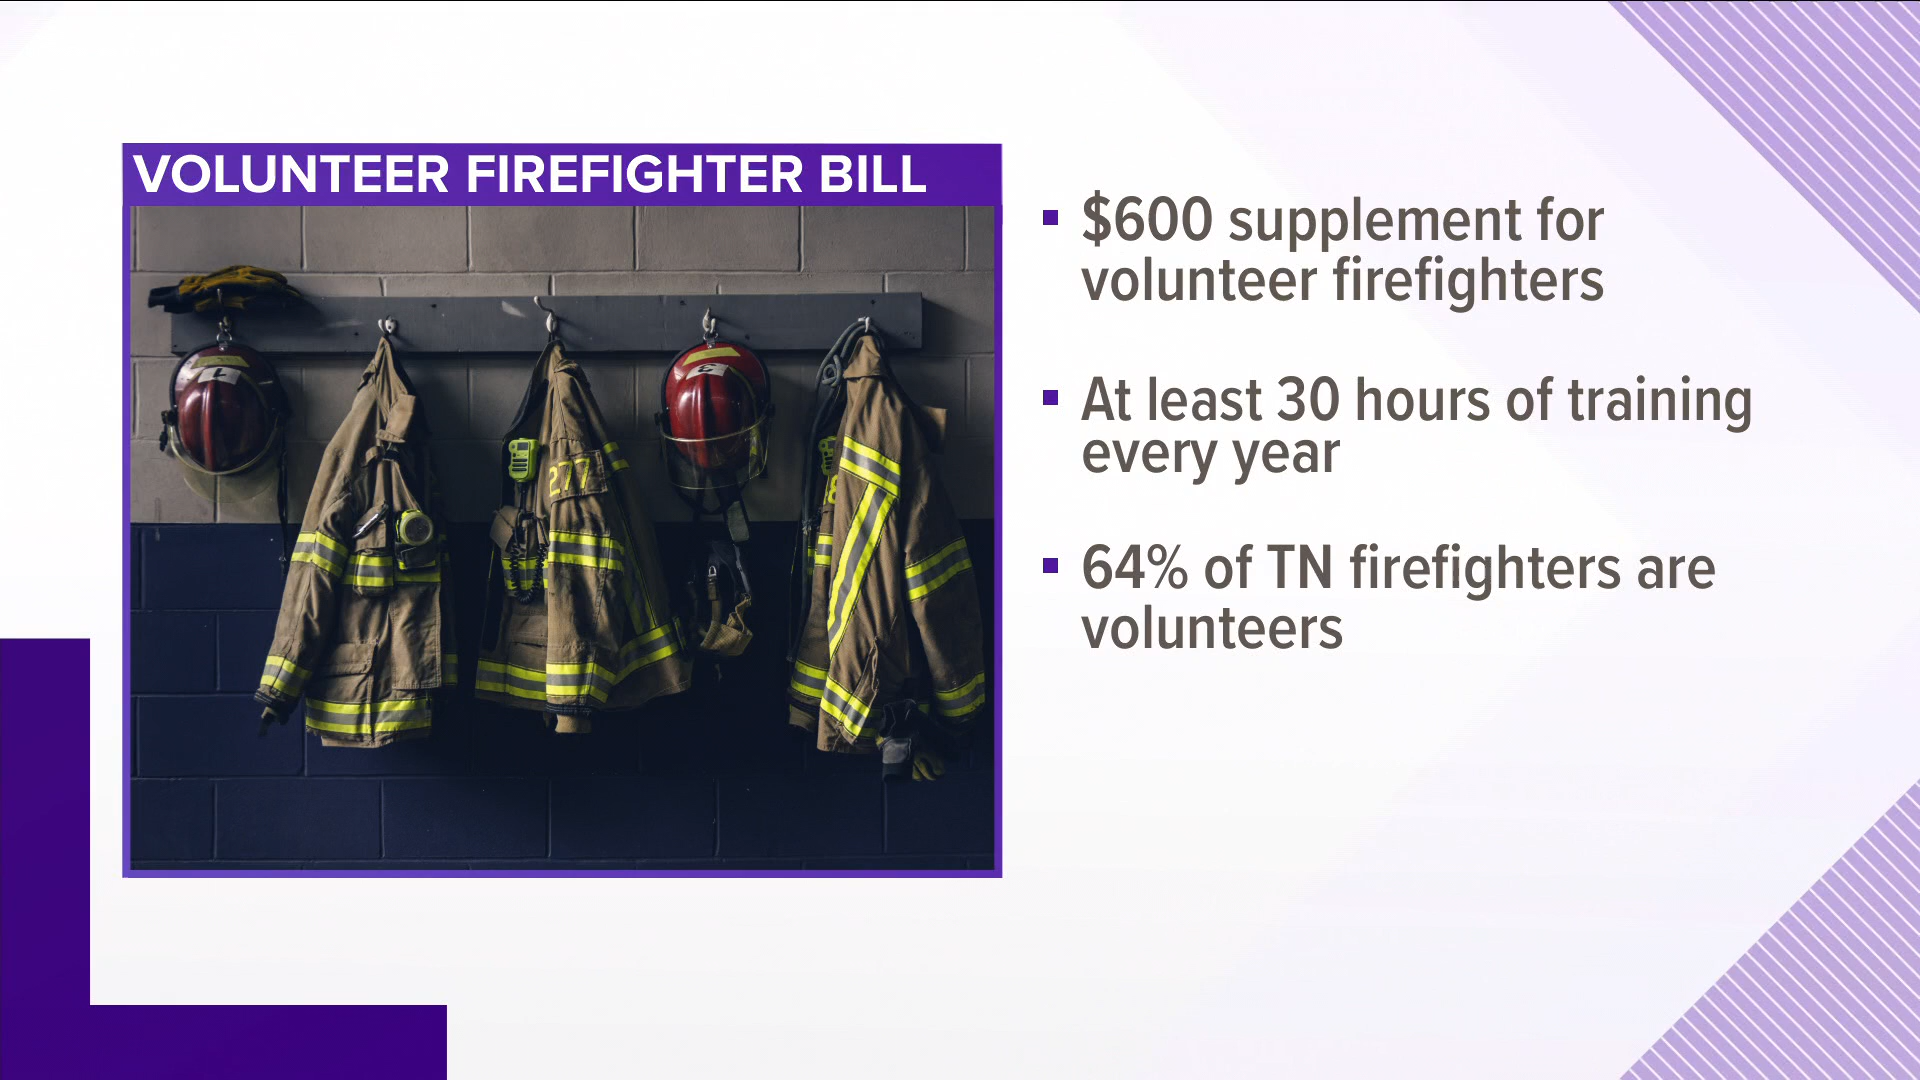 VOLUNTEER FIREFIGHTER BILL
277
$600 supplement for
volunteer firefighters
At least 30 hours of training
every year
64% of TN firefighters are
volunteers